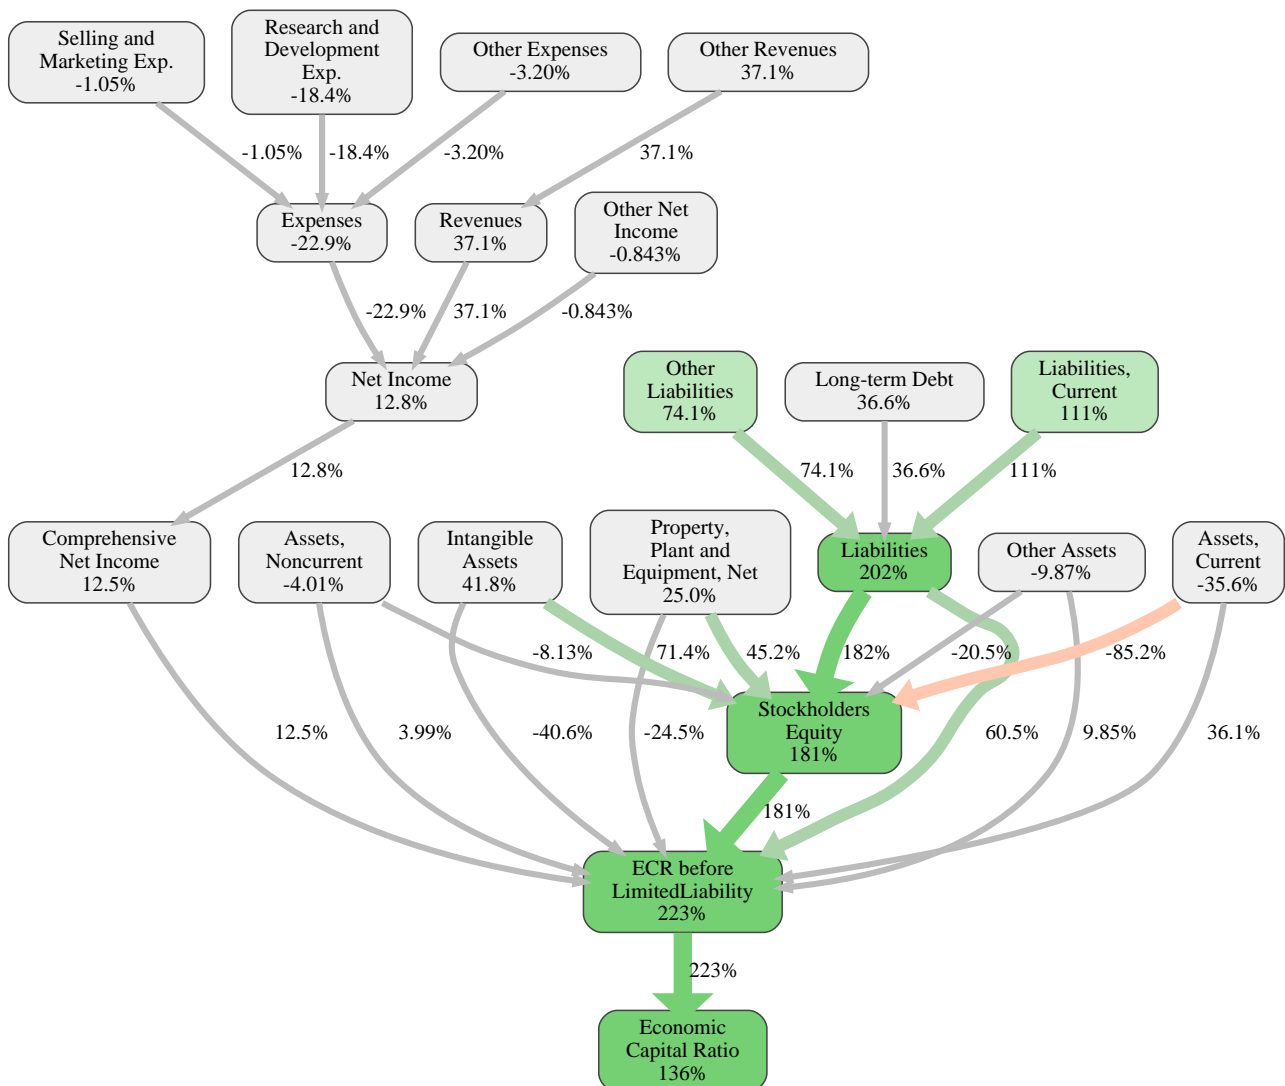 Selling and
Marketing Exp.
-1.05%
Research and
Development
Exp.
-18.4%
Other Expenses
-3.20%
Other Revenues
37.1%
-1.05%
-18.4%
-3.20%
37.1%
Expenses
-22.9%
Revenues
37.1%
Other Net
Income
-0.843%
-22.9%
37.1%
-0.843%
Net Income
12.8%
Other
Liabilities
74.1%
Long-term Debt
36.6%
Liabilities,
Current
111%
12.8%
74.1%
36.6%
111%
Comprehensive
Net Income
12.5%
Assets,
Noncurrent
-4.01%
Intangible
Assets
41.8%
Property,
Plant and
Equipment, Net
25.0%
Liabilities
202%
Other Assets
-9.87%
Assets,
Current
-35.6%
-8.13%
71.4%
45.2%
182%
-20.5%
-85.2%
Stockholders
Equity
181%
12.5%
3.99%
-40.6%
-24.5%
60.5%
9.85%
36.1%
181%
ECR before
LimitedLiability
223%
223%
Economic
Capital Ratio
136%